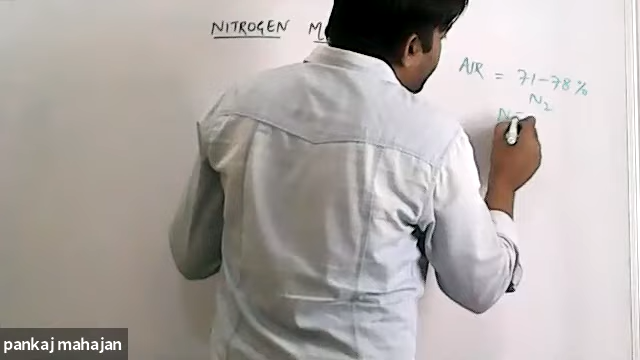 NITROGEN M
AIR = 71-78%
N2
N
pankaj mahajan